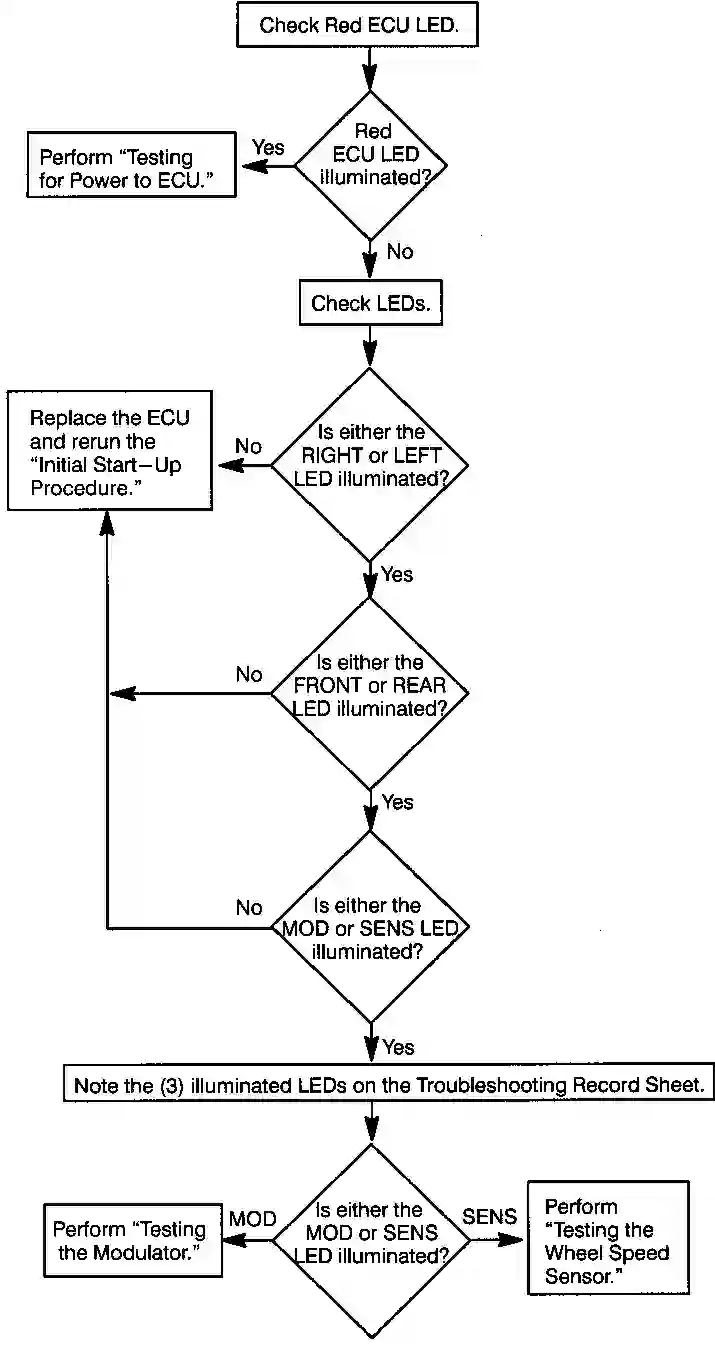 Check Red ECU LED.
Red
ECU LED
illuminated?
Yes
Perform “Testing
for Power to ECU.”
No
Check LEDs.
Is either the
RIGHT or LEFT
LED illuminated?
No
Replace the ECU
and rerun the
“Initial Start–Up
Procedure.”
Yes
Is either the
FRONT or REAR
LED illuminated?
No
Yes
Is either the
MOD or SENS LED
illuminated?
No
Yes
Note the (3) illuminated LEDs on the Troubleshooting Record Sheet.
Is either the
MOD or SENS
LED illuminated?
MOD
Perform “Testing
the Modulator.”
SENS
Perform
“Testing the
Wheel Speed
Sensor.”